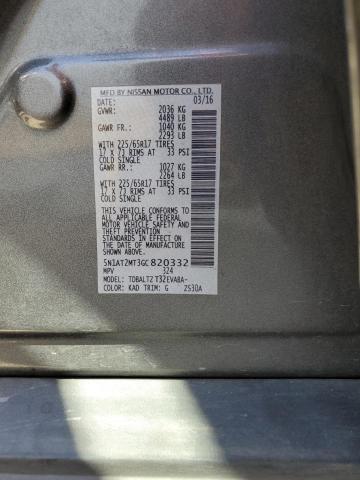 MFD BY NISSAN MOTOR CO., LTD.
DATE: 03/16
GVWR: 2036 KG
4489 LB
GAWR FR.: 1040 KG
2293 LB
WITH 225/65R17 TIRES
17 X 7J RIMS AT 33 PSI
COLD SINGLE
GAWR RR.: 1027 KG
2264 LB
WITH 225/65R17 TIRES
17 X 7J RIMS AT 33 PSI
COLD SINGLE
THIS VEHICLE CONFORMS TO
ALL APPLICABLE FEDERAL
MOTOR VEHICLE SAFETY
STANDARDS IN EFFECT
ON THE DATE OF
MANUFACTURE SHOWN ABOVE.
5N1AT2MT3GC820332
MPV 324
MODEL: TDBALTZ T32EVA8A-
COLOR: KAD TRIM: G 2S30A